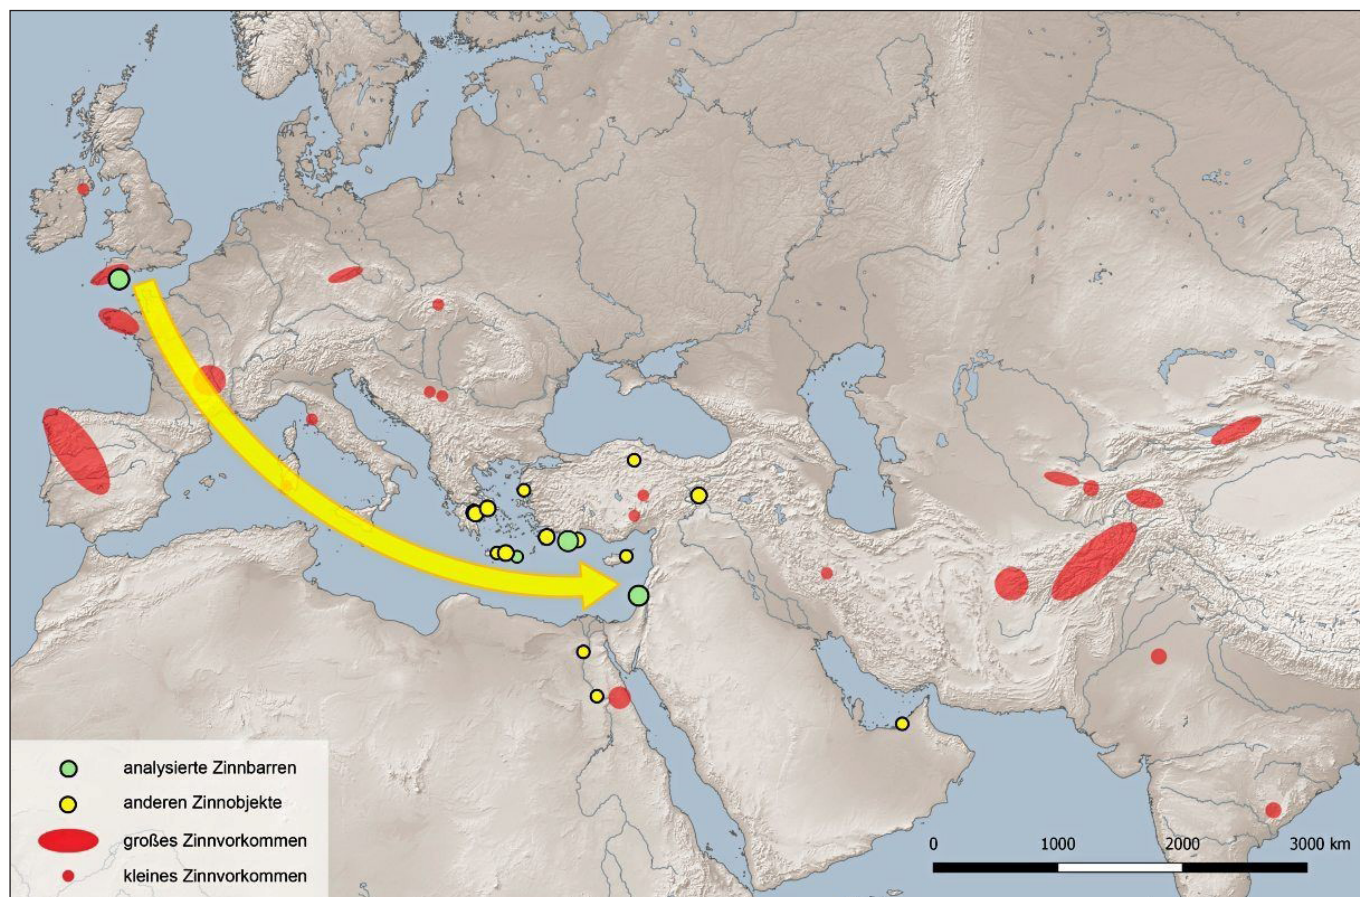 analysierte Zinnbarren
anderen Zinnobjekte
großes Zinnvorkommen
kleines Zinnvorkommen
0 1000 2000 3000 km